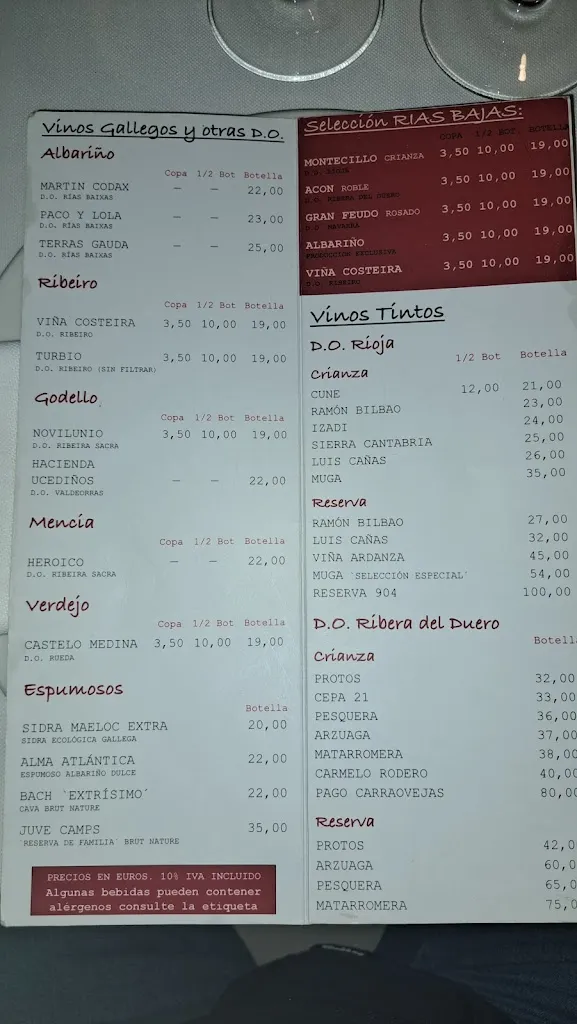 Vinos Gallegos y otras D.O.
Albariño
Copa 1/2 Bot Botella
MARTIN CODAX — — 22,00
D.O. RÍAS BAIXAS
PACO Y LOLA — — 23,00
D.O. RÍAS BAIXAS
TERRAS GAUDA — — 25,00
D.O. RÍAS BAIXAS
Ribeiro
Copa 1/2 Bot Botella
VIÑA COSTEIRA 3,50 10,00 19,00
D.O. RIBEIRO
TURBIO 3,50 10,00 19,00
D.O. RIBEIRO (SIN FILTRAR)
Godello
Copa 1/2 Bot Botella
NOVILUNIO 3,50 10,00 19,00
D.O. RIBEIRA SACRA
HACIENDA
UCEDIÑOS — — 22,00
D.O. VALDEORRAS
Mencía
Copa 1/2 Bot Botella
HEROICO — — 22,00
D.O. RIBEIRA SACRA
Verdejo
Copa 1/2 Bot Botella
CASTELO MEDINA 3,50 10,00 19,00
D.O. RUEDA
Espumosos
Botella
SIDRA MAELOC EXTRA 20,00
SIDRA ECOLÓGICA GALLEGA
ALMA ATLÁNTICA 22,00
ESPUMOSO ALBARIÑO DULCE
BACH ´EXTRÍSIMO´ 22,00
CAVA BRUT NATURE
JUVE CAMPS 35,00
´RESERVA DE FAMILIA´ BRUT NATURE
PRECIOS EN EUROS. 10% IVA INCLUIDO
Algunas bebidas pueden contener
alérgenos consulte la etiqueta
Selección RIAS BAJAS:
COPA 1/2 BOT. BOTELLA
MONTECILLO CRIANZA 3,50 10,00 19,00
D.O. RIOJA
ACON ROBLE 3,50 10,00 19,00
D.O. RIBERA DEL DUERO
GRAN FEUDO ROSADO 3,50 10,00 19,00
D.O. NAVARRA
ALBARIÑO 3,50 10,00 19,00
PRODUCCIÓN EXCLUSIVA
VIÑA COSTEIRA 3,50 10,00 19,00
D.O. RIBEIRO
Vinos Tintos
D.O. Rioja
1/2 Bot Botella
Crianza
CUNE 12,00 21,00
RAMÓN BILBAO 23,00
IZADI 24,00
SIERRA CANTABRIA 25,00
LUIS CAÑAS 26,00
MUGA 35,00
Reserva
RAMÓN BILBAO 27,00
LUIS CAÑAS 32,00
VIÑA ARDANZA 45,00
MUGA ´SELECCIÓN ESPECIAL´ 54,00
RESERVA 904 100,00
D.O. Ribera del Duero
Botell
Crianza
PROTOS 32,00
CEPA 21 33,00
PESQUERA 36,00
ARZUAGA 37,00
MATARROMERA 38,00
CARMELO RODERO 40,00
PAGO CARRAOVEJAS 80,00
Reserva
PROTOS 42,0
ARZUAGA 60,0
PESQUERA 65,0
MATARROMERA 75,0